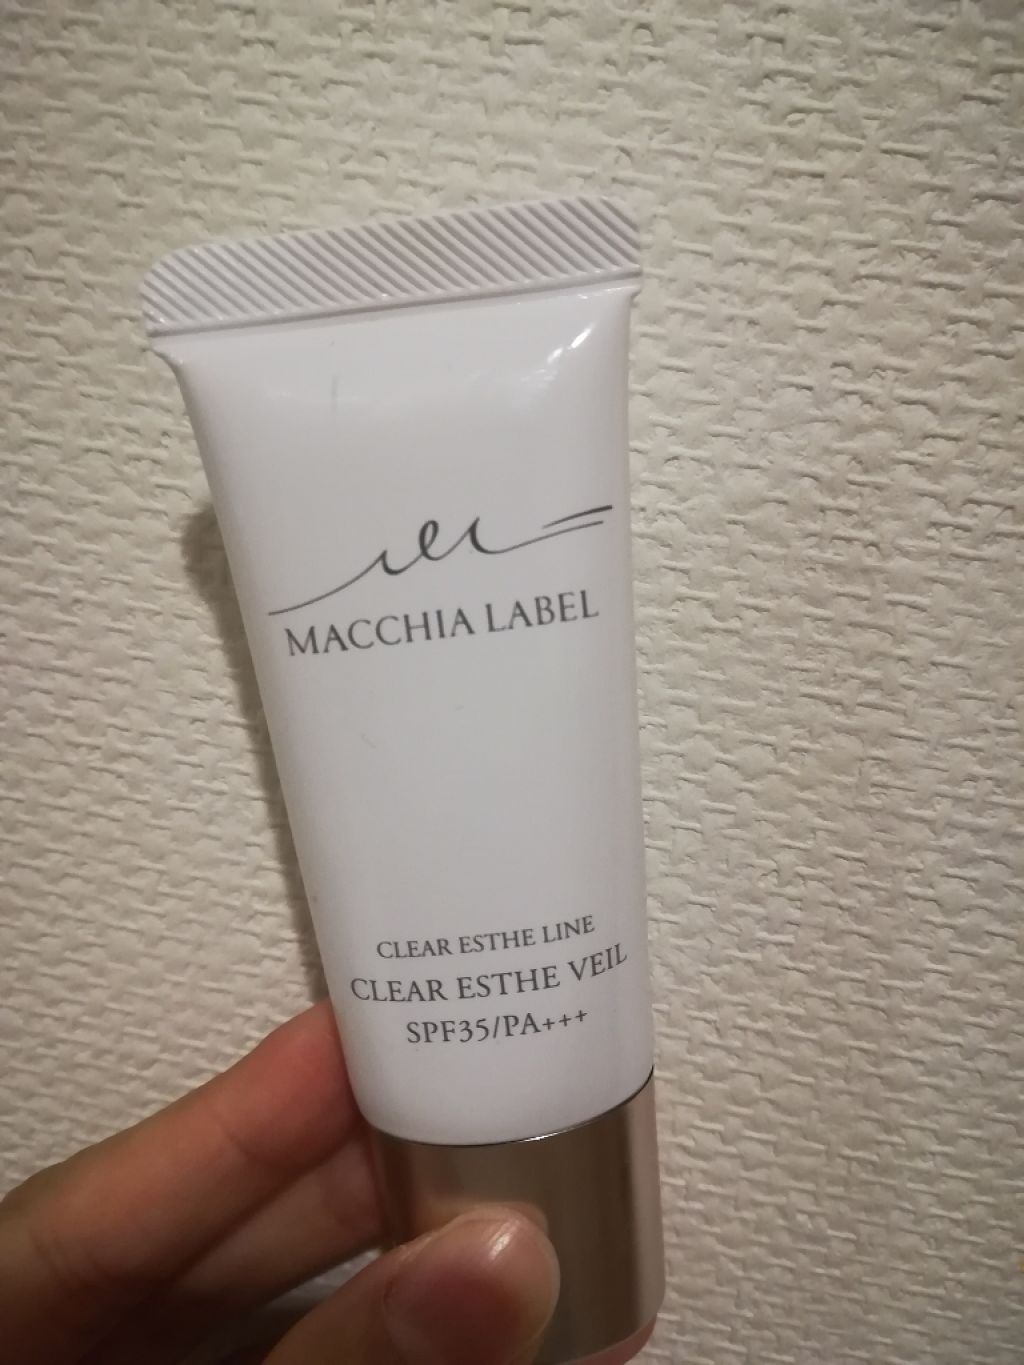 MACCHIA LABEL
CLEAR ESTHE LINE
CLEAR ESTHE VEIL
SPF35/PA+++